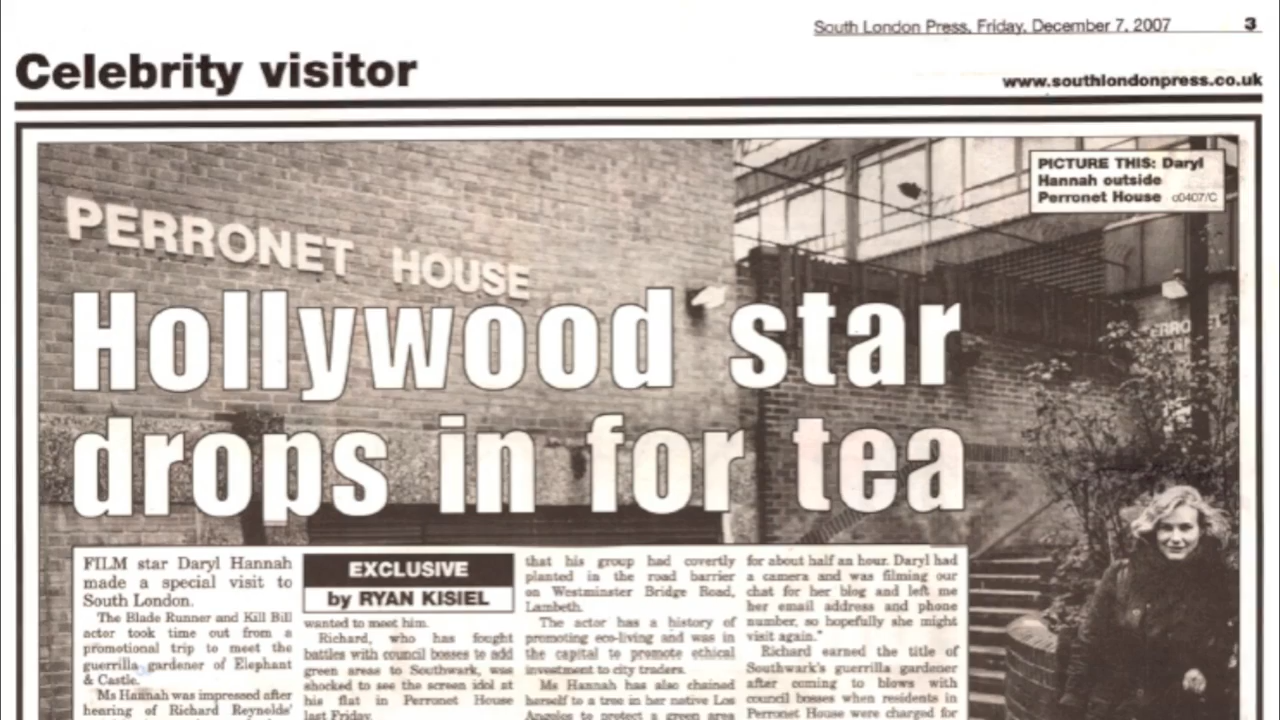 South London Press, Friday, December 7, 2007 3
Celebrity visitor
www.southlondonpress.co.uk
PICTURE THIS: Daryl
Hannah outside
Perronet House c0407/C
PERRONET HOUSE
Hollywood star
drops in for tea
FILM star Daryl Hannah
made a special visit to
South London.
The Blade Runner and Kill Bill
actor took time out from a
promotional trip to meet the
guerrilla gardener of Elephant
& Castle.
Ms Hannah was impressed after
hearing of Richard Reynolds'
EXCLUSIVE
by RYAN KISIEL
wanted to meet him.
Richard, who has fought
battles with council bosses to add
green areas to Southwark, was
shocked to see the screen idol at
his flat in Perronet House
last Friday.
that his group had covertly
planted in the road barrier
on Westminster Bridge Road,
Lambeth.
The actor has a history of
promoting eco-living and was in
the capital to promote ethical
investment to city traders.
Ms Hannah has also chained
herself to a tree in her native Los
Angeles to protect a green area
for about half an hour. Daryl had
a camera and was filming our
chat for her blog and left me
her email address and phone
number, so hopefully she might
visit again."
Richard earned the title of
Southwark's guerrilla gardener
after coming to blows with
council bosses when residents in
Perronet House were charged for